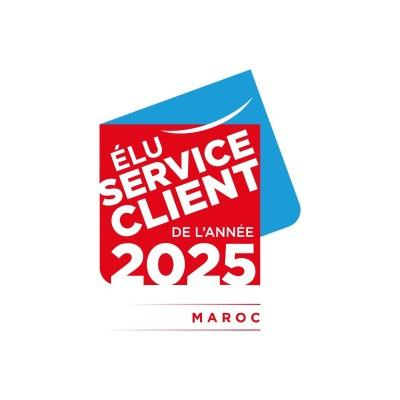 ÉLU
SERVICE
CLIENT
DE L'ANNÉE
2025
MAROC